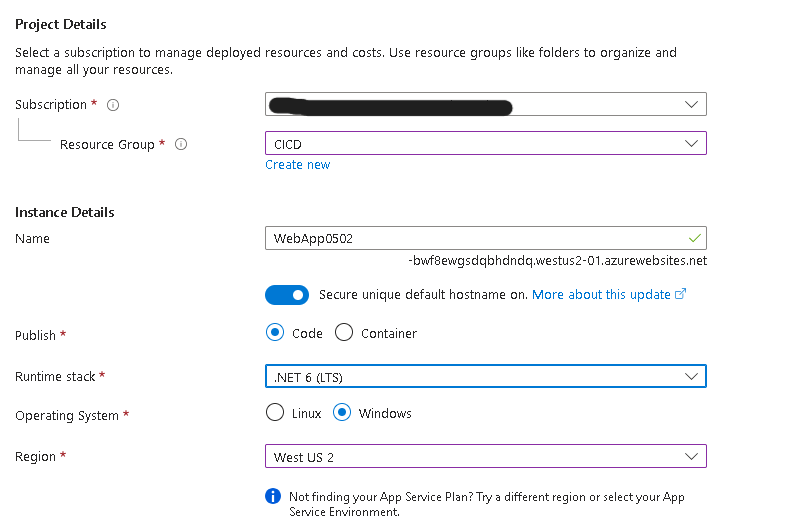 Project Details
Select a subscription to manage deployed resources and costs. Use resource groups like folders to organize and
manage all your resources.
Subscription *
Resource Group *
CICD
Create new
Instance Details
Name
WebApp0502
-bwf8ewgsdqbhdndq.westus2-01.azurewebsites.net
Secure unique default hostname on. More about this update
Publish *
Code Container
Runtime stack *
.NET 6 (LTS)
Operating System *
Linux Windows
Region *
West US 2
Not finding your App Service Plan? Try a different region or select your App
Service Environment.